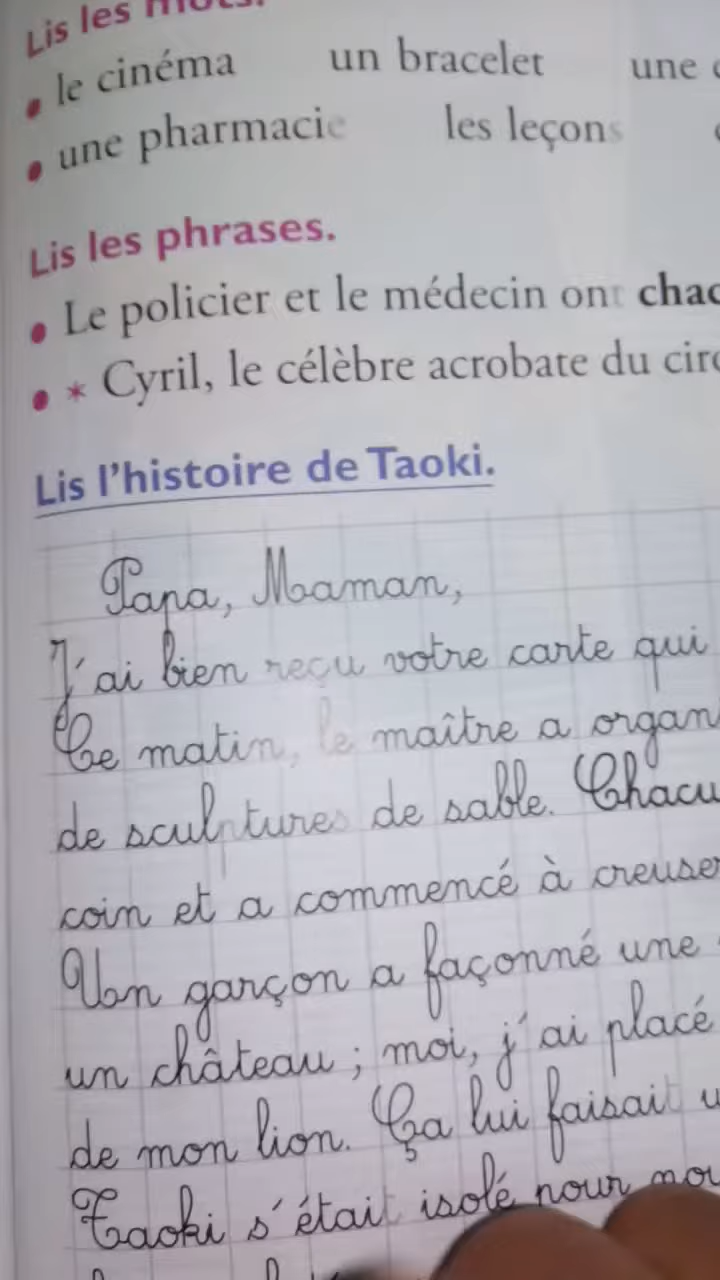 Lis les mots.
le cinéma un bracelet une
une pharmacie les leçons
Lis les phrases.
Le policier et le médecin ont
* Cyril, le célèbre acrobate du
Lis l'histoire de Taoki.
Papa, Maman,
J'ai bien reçu votre carte qui
Ce matin, le maître a
de sculptures de sable.
coin et a commencé à creuser
Un garçon a façonné une
un château ; moi, j'ai placé
de mon lion. Ça lui faisait
Taoki s'était isolé pour